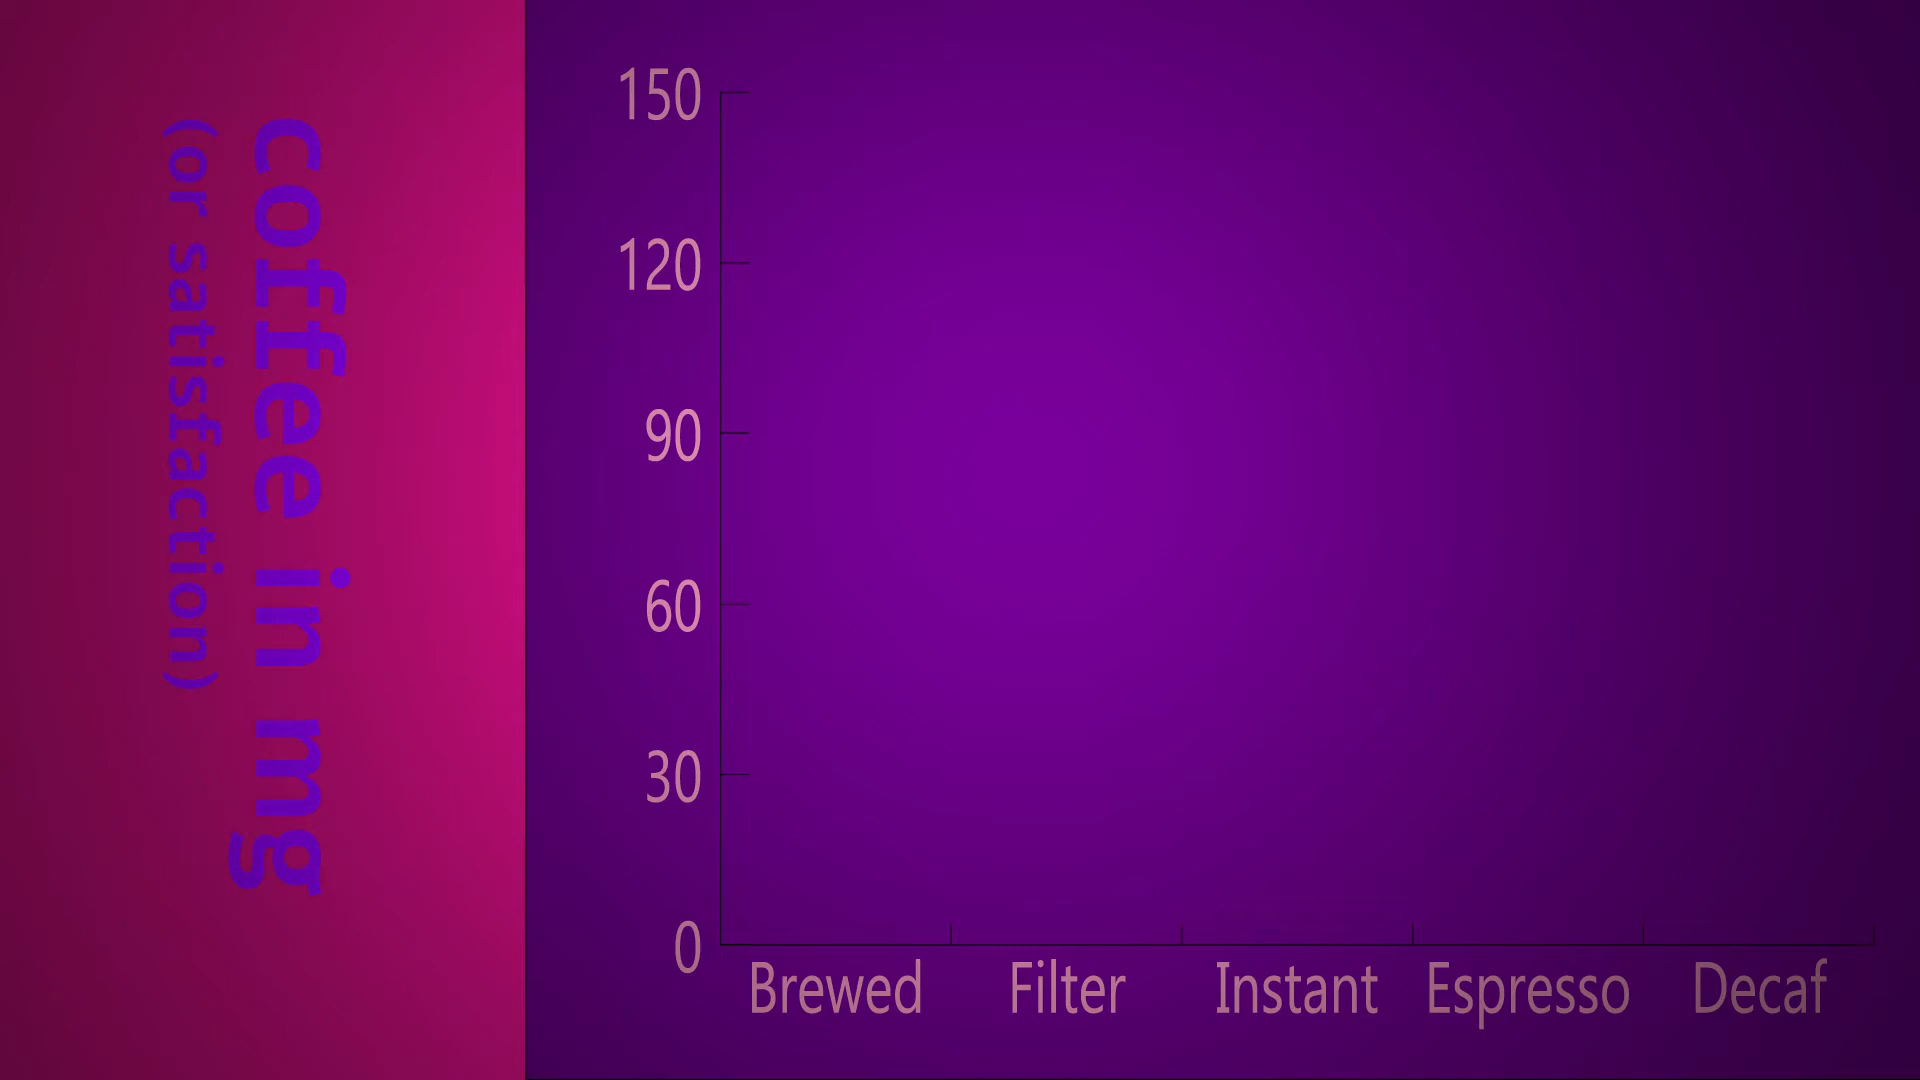 coffee in mg
(or satisfaction)
150
120
90
60
30
0
Brewed Filter Instant Espresso Decaf